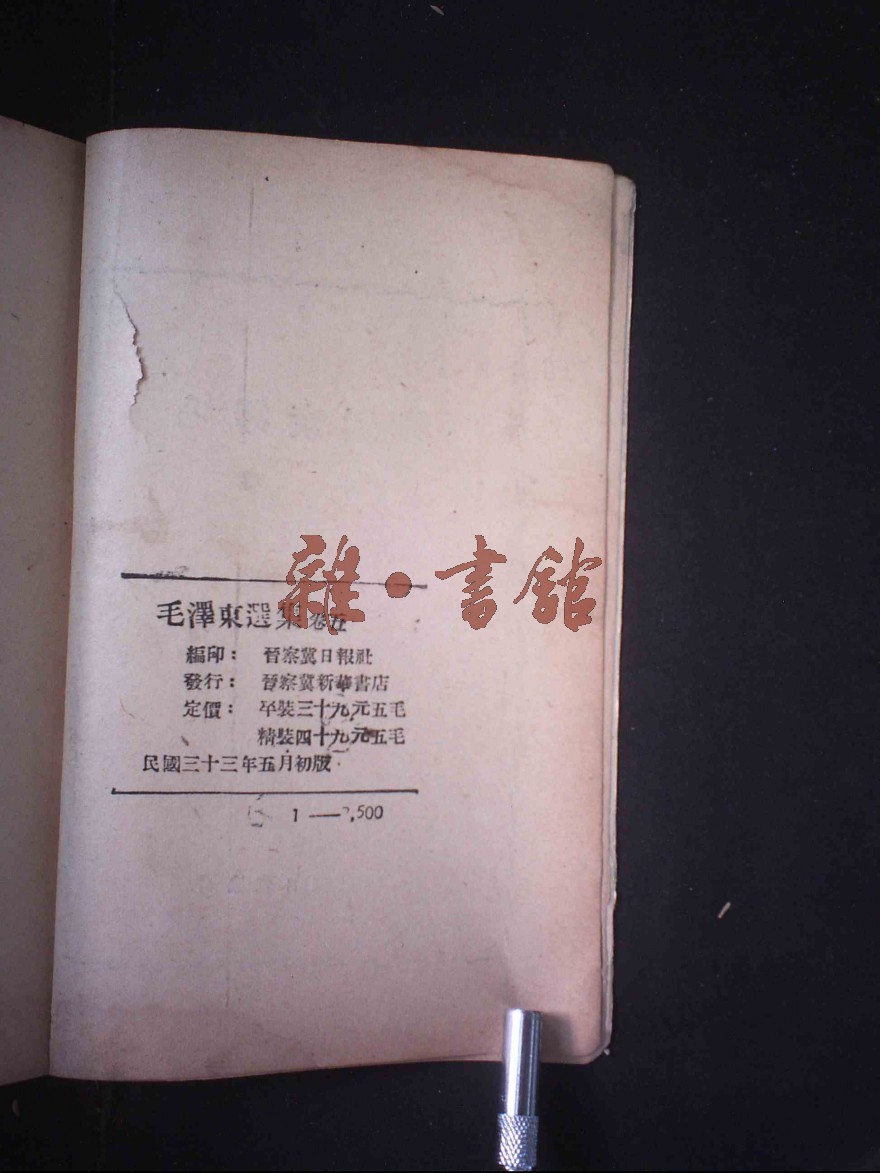 雜·書館
毛澤東選集卷五
編印： 晉察冀日報社
發行： 晉察冀新華書店
定價： 平裝三十九元五毛
精裝四十九元五毛
民國三十三年五月初版
1——,500